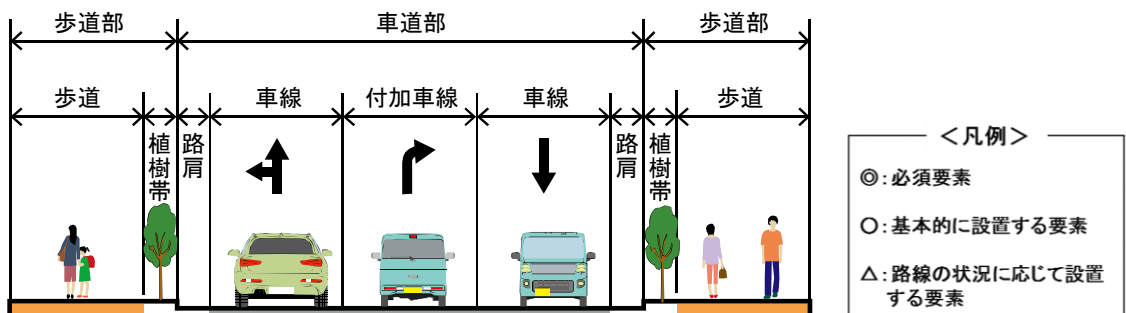 歩道部 車道部 歩道部
歩道 車線 付加車線 車線 歩道
植樹帯 路肩 路肩 植樹帯
＜凡例＞
◎:必須要素
○:基本的に設置する要素
△:路線の状況に応じて設置
する要素